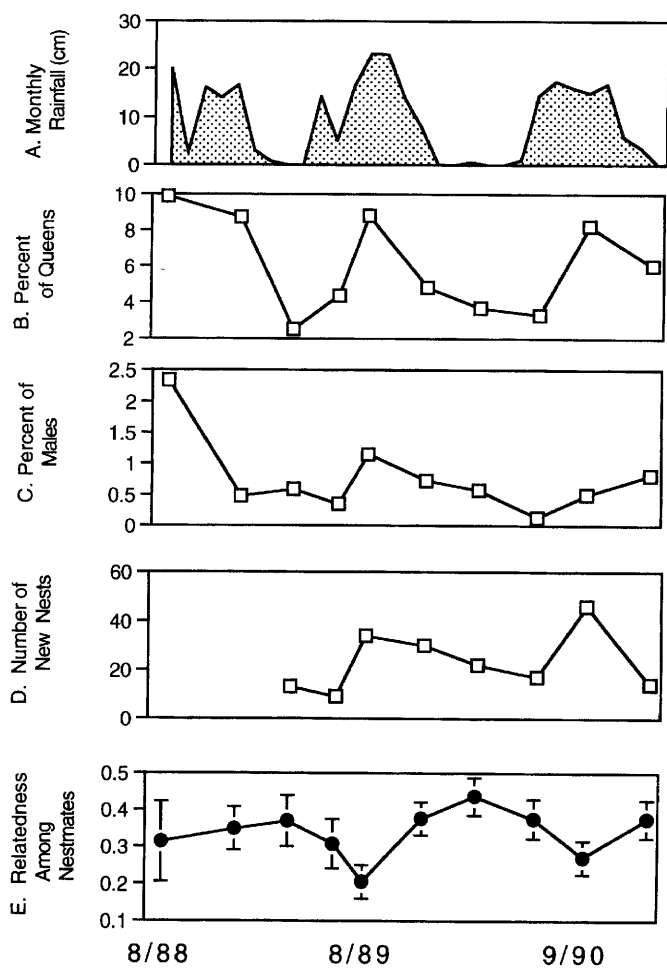 A. Monthly
Rainfall (cm)
30
20
10
0
B. Percent
of Queens
10
8
6
4
2
C. Percent of
Males
2.5
2
1.5
1
0.5
0
D. Number of
New Nests
60
40
20
0
E. Relatedness
Among
Nestmates
0.5
0.4
0.3
0.2
0.1
8/88
8/89
9/90